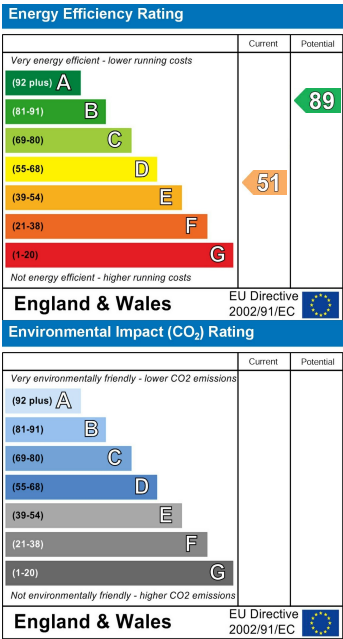 Energy Efficiency Rating
Current Potential
Very energy efficient - lower running costs
(92 plus) A
(81-91) B
89
(69-80) C
(55-68) D
51
(39-54) E
(21-38) F
(1-20) G
Not energy efficient - higher running costs
England & Wales
EU Directive
2002/91/EC
Environmental Impact (CO₂) Rating
Current Potential
Very environmentally friendly - lower CO2 emissions
(92 plus) A
(81-91) B
(69-80) C
(55-68) D
(39-54) E
(21-38) F
(1-20) G
Not environmentally friendly - higher CO2 emissions
England & Wales
EU Directive
2002/91/EC